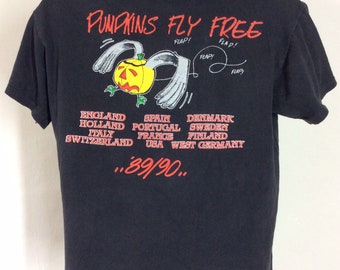 PUMPKINS FLY FREE
FLAP! FLAP!
FLAP! FLAP!
ENGLAND SPAIN DENMARK
HOLLAND PORTUGAL SWEDEN
ITALY FRANCE FINLAND
SWITZERLAND USA WEST GERMANY
..'89/90..